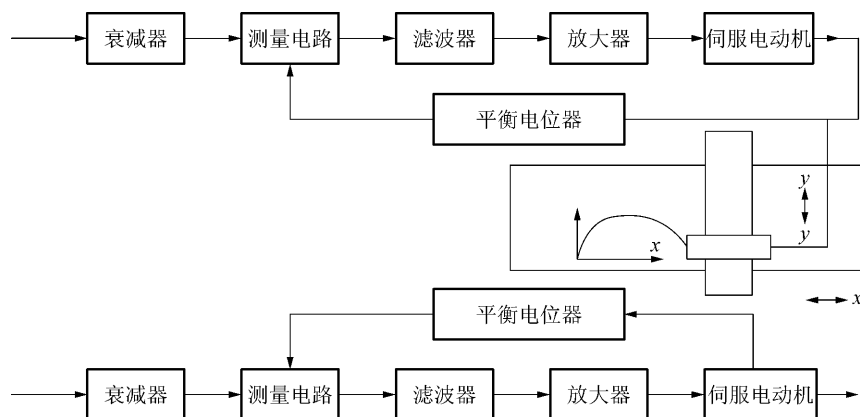 衰减器 测量电路 滤波器 放大器 伺服电动机
平衡电位器
y
y
x
x
平衡电位器
衰减器 测量电路 滤波器 放大器 伺服电动机